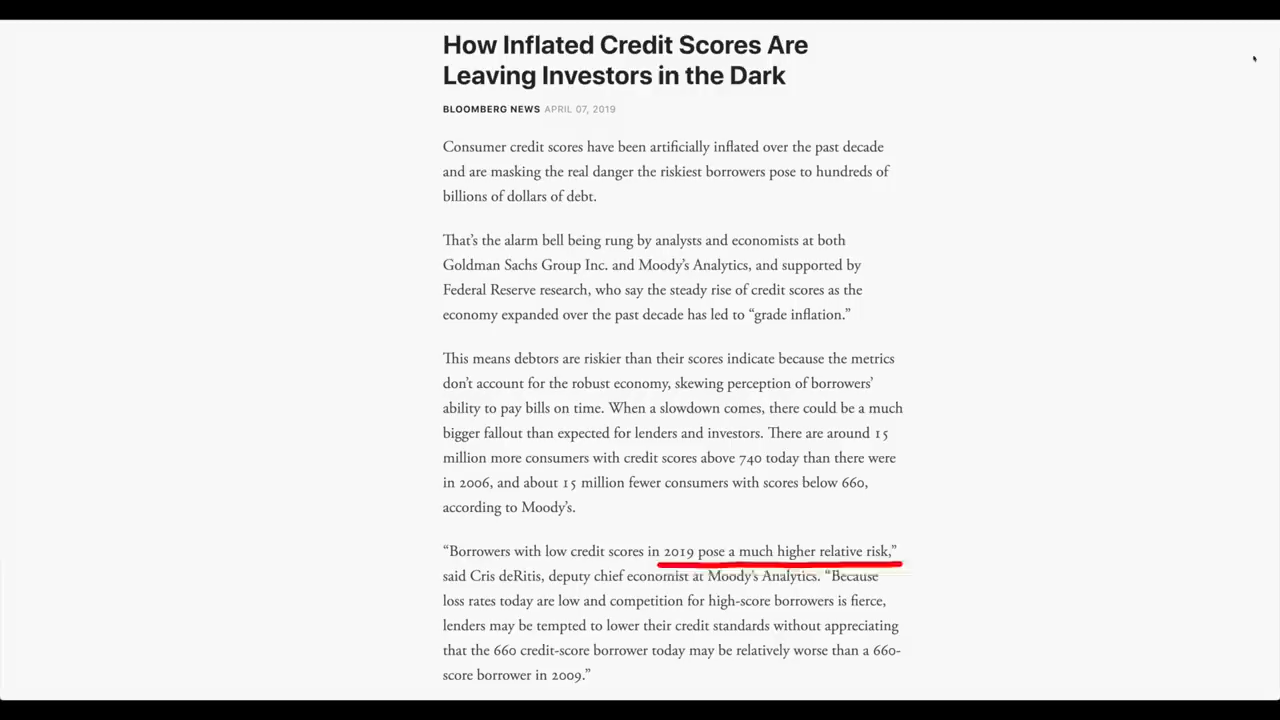 How Inflated Credit Scores Are
Leaving Investors in the Dark
BLOOMBERG NEWS APRIL 07, 2019
Consumer credit scores have been artificially inflated over the past decade
and are masking the real danger the riskiest borrowers pose to hundreds of
billions of dollars of debt.
That’s the alarm bell being rung by analysts and economists at both
Goldman Sachs Group Inc. and Moody’s Analytics, and supported by
Federal Reserve research, who say the steady rise of credit scores as the
economy expanded over the past decade has led to “grade inflation.”
This means debtors are riskier than their scores indicate because the metrics
don’t account for the robust economy, skewing perception of borrowers’
ability to pay bills on time. When a slowdown comes, there could be a much
bigger fallout than expected for lenders and investors. There are around 15
million more consumers with credit scores above 740 today than there were
in 2006, and about 15 million fewer consumers with scores below 660,
according to Moody’s.
“Borrowers with low credit scores in 2019 pose a much higher relative risk,”
said Cris deRitis, deputy chief economist at Moody’s Analytics. “Because
loss rates today are low and competition for high-score borrowers is fierce,
lenders may be tempted to lower their credit standards without appreciating
that the 660 credit-score borrower today may be relatively worse than a 660-
score borrower in 2009.”